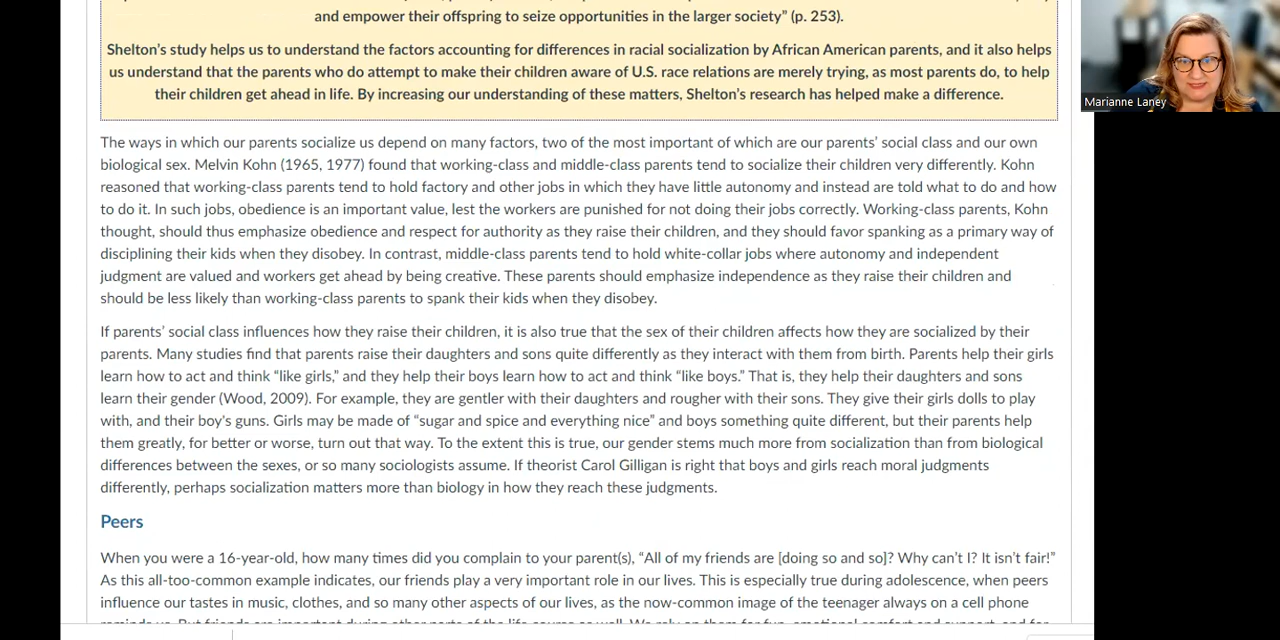 and empower their offspring to seize opportunities in the larger society” (p. 253).
Shelton’s study helps us to understand the factors accounting for differences in racial socialization by African American parents, and it also helps
us understand that the parents who do attempt to make their children aware of U.S. race relations are merely trying, as most parents do, to help
their children get ahead in life. By increasing our understanding of these matters, Shelton’s research has helped make a difference.
Marianne Laney
The ways in which our parents socialize us depend on many factors, two of the most important of which are our parents’ social class and our own
biological sex. Melvin Kohn (1965, 1977) found that working-class and middle-class parents tend to socialize their children very differently. Kohn
reasoned that working-class parents tend to hold factory and other jobs in which they have little autonomy and instead are told what to do and how
to do it. In such jobs, obedience is an important value, lest the workers are punished for not doing their jobs correctly. Working-class parents, Kohn
thought, should thus emphasize obedience and respect for authority as they raise their children, and they should favor spanking as a primary way of
disciplining their kids when they disobey. In contrast, middle-class parents tend to hold white-collar jobs where autonomy and independent
judgment are valued and workers get ahead by being creative. These parents should emphasize independence as they raise their children and
should be less likely than working-class parents to spank their kids when they disobey.
If parents’ social class influences how they raise their children, it is also true that the sex of their children affects how they are socialized by their
parents. Many studies find that parents raise their daughters and sons quite differently as they interact with them from birth. Parents help their girls
learn how to act and think “like girls,” and they help their boys learn how to act and think “like boys.” That is, they help their daughters and sons
learn their gender (Wood, 2009). For example, they are gentler with their daughters and rougher with their sons. They give their girls dolls to play
with, and their boy's guns. Girls may be made of “sugar and spice and everything nice” and boys something quite different, but their parents help
them greatly, for better or worse, turn out that way. To the extent this is true, our gender stems much more from socialization than from biological
differences between the sexes, or so many sociologists assume. If theorist Carol Gilligan is right that boys and girls reach moral judgments
differently, perhaps socialization matters more than biology in how they reach these judgments.
Peers
When you were a 16-year-old, how many times did you complain to your parent(s), “All of my friends are [doing so and so]? Why can’t I? It isn’t fair!”
As this all-too-common example indicates, our friends play a very important role in our lives. This is especially true during adolescence, when peers
influence our tastes in music, clothes, and so many other aspects of our lives, as the now-common image of the teenager always on a cell phone